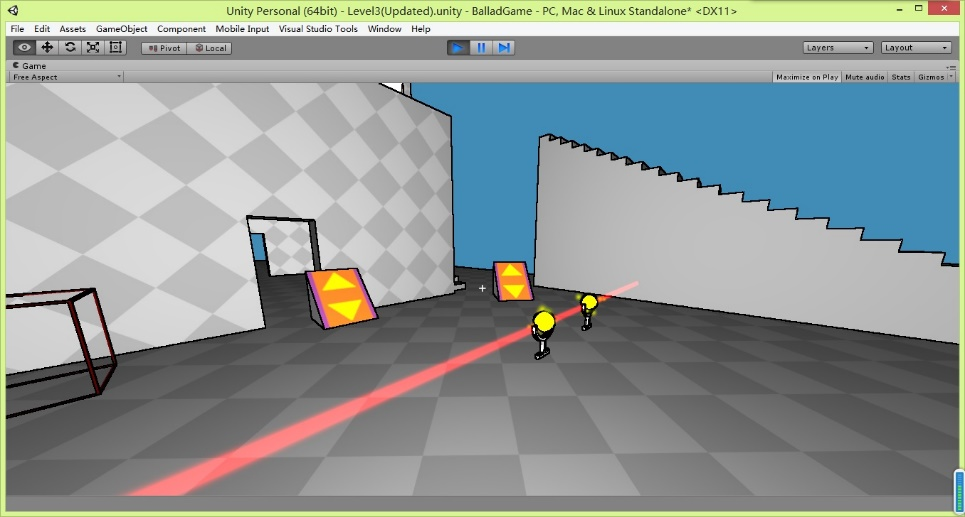 Unity Personal (64bit) - Level3(Updated).unity - BalladGame - PC, Mac & Linux Standalone* <DX11>
File Edit Assets GameObject Component Mobile Input Visual Studio Tools Window Help
Pivot Local Layers Layout
Game
Free Aspect Maximize on Play Mute audio Stats Gizmos